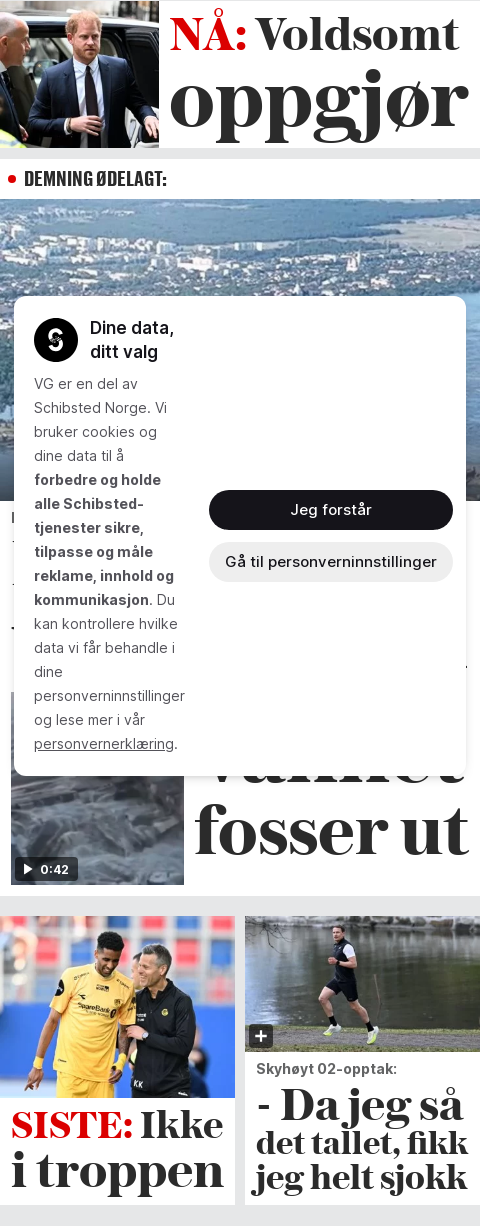 NÅ: Voldsomt
oppgjør
DEMNING ØDELAGT:
Dine data,
ditt valg
VG er en del av
Schibsted Norge. Vi
bruker cookies og
dine data til å
forbedre og holde
alle Schibsted-
tjenester sikre,
tilpasse og måle
reklame, innhold og
kommunikasjon. Du
kan kontrollere hvilke
data vi får behandle i
dine
personverninnstillinger
og lese mer i vår
personvernerklæring.
Jeg forstår
Gå til personverninnstillinger
fosser ut
0:42
SpareBank
KK
SISTE: Ikke
i troppen
Skyhøyt O2-opptak:
- Da jeg så
det tallet, fikk
jeg helt sjokk